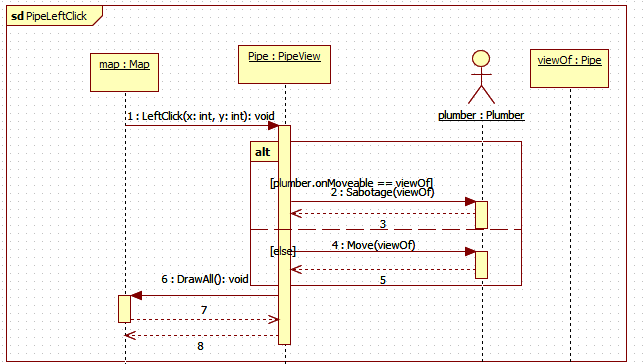 sd PipeLeftClick
map : Map
Pipe : PipeView
plumber : Plumber
viewOf : Pipe
1 : LeftClick(x: int, y: int): void
alt
[plumber.onMoveable == viewOf]
2 : Sabotage(viewOf)
3
[else]
4 : Move(viewOf)
5
6 : DrawAll(): void
7
8